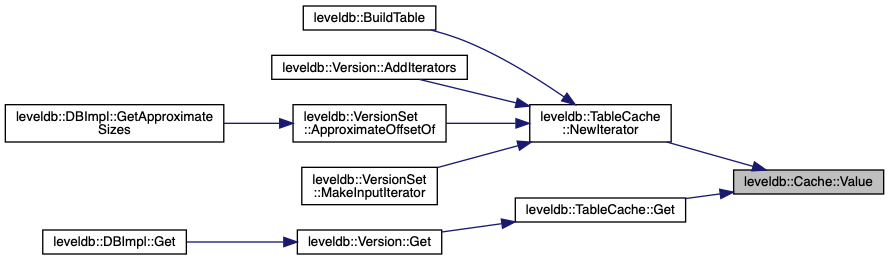 leveldb::BuildTable
leveldb::Version::AddIterators
leveldb::DBImpl::GetApproximate
Sizes
leveldb::VersionSet
::ApproximateOffsetOf
leveldb::TableCache
::NewIterator
leveldb::VersionSet
::MakeInputIterator
leveldb::Cache::Value
leveldb::TableCache::Get
leveldb::DBImpl::Get
leveldb::Version::Get